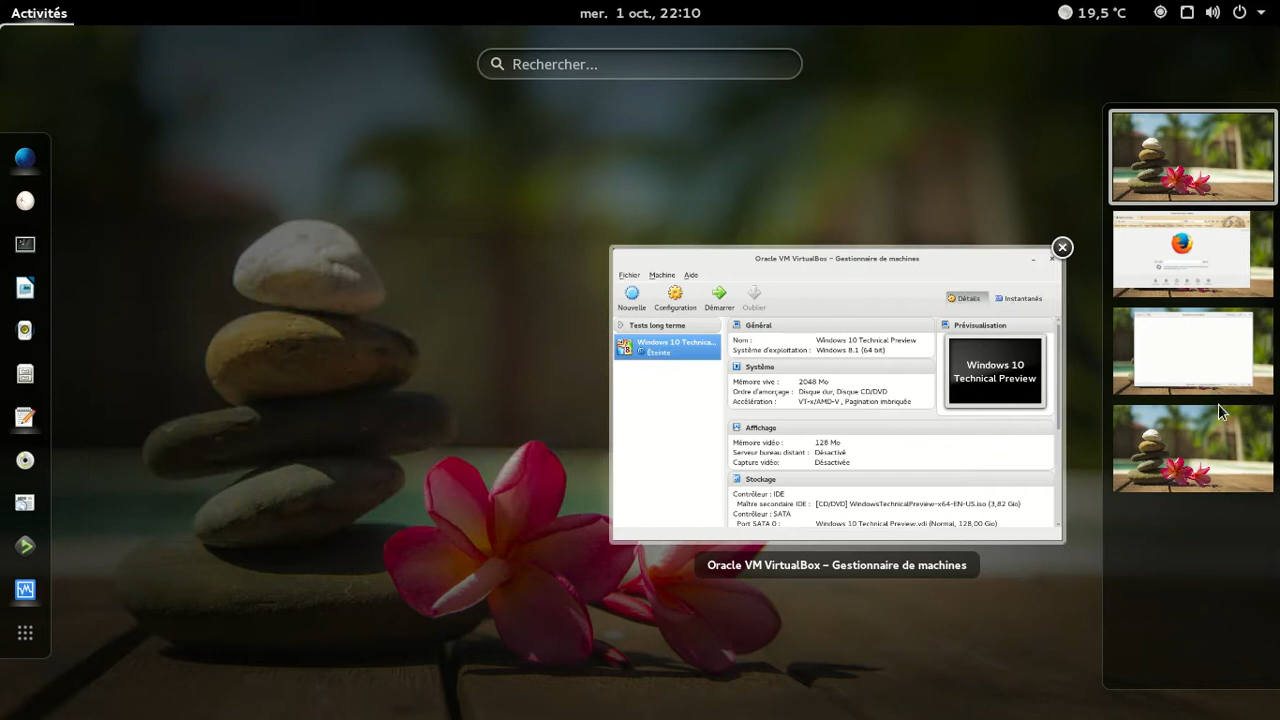 Activités
mer. 1 oct., 22:10
19,5 °C
Rechercher...
Oracle VM VirtualBox – Gestionnaire de machines
Fichier Machine Aide
Nouvelle Configuration Démarrer Oublier
Détails Instantanés
Tests long terme
Windows 10 Technica...
Éteinte
Général
Nom : Windows 10 Technical Preview
Système d'exploitation : Windows 8.1 (64 bit)
Prévisualisation
Windows 10
Technical Preview
Système
Mémoire vive : 2048 Mo
Ordre d'amorçage : Disque dur, Disque CD/DVD
Accélération : VT-x/AMD-V , Pagination imbriquée
Affichage
Mémoire vidéo : 128 Mo
Serveur bureau distant : Désactivé
Capture vidéo: Désactivée
Stockage
Contrôleur : IDE
Maître secondaire IDE : [CD/DVD] WindowsTechnicalPreview-x64-EN-US.iso (3,82 Gio)
Contrôleur : SATA
Port SATA 0 : Windows 10 Technical Preview.vdi (Normal, 128,00 Gio)
Oracle VM VirtualBox – Gestionnaire de machines